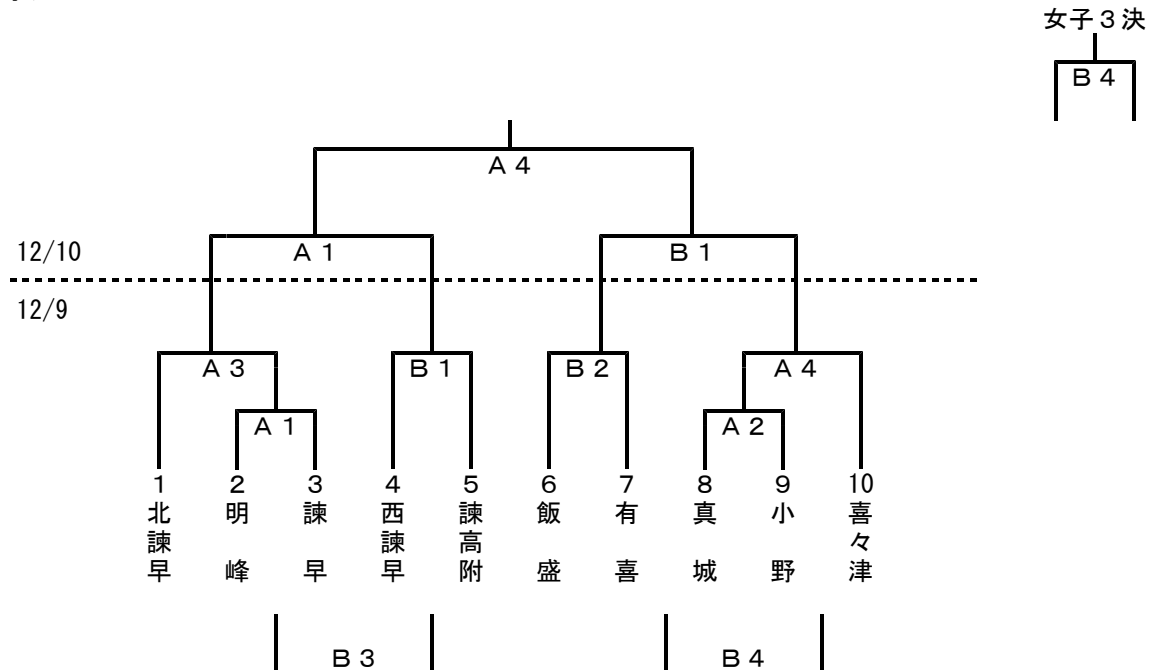 女子３決
Ｂ４
Ａ４
12/10
Ａ１
Ｂ１
12/9
Ａ３
Ｂ１
Ｂ２
Ａ４
Ａ１
Ａ２
1 北諫早
2 明峰
3 諫早
4 西諫早
5 諫高附
6 飯盛
7 有喜
8 真城
9 小野
10 喜々津
Ｂ３
Ｂ４